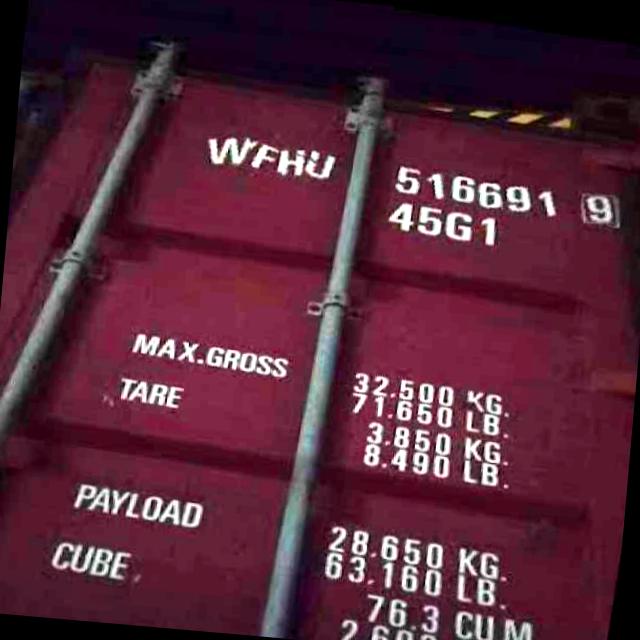 WFHU 516691 9
45G1
MAX.GROSS 32.500 KG.
71.650 LB.
TARE 3.850 KG.
8.490 LB.
PAYLOAD 28.650 KG.
63.160 LB.
CUBE 76.3 CU M